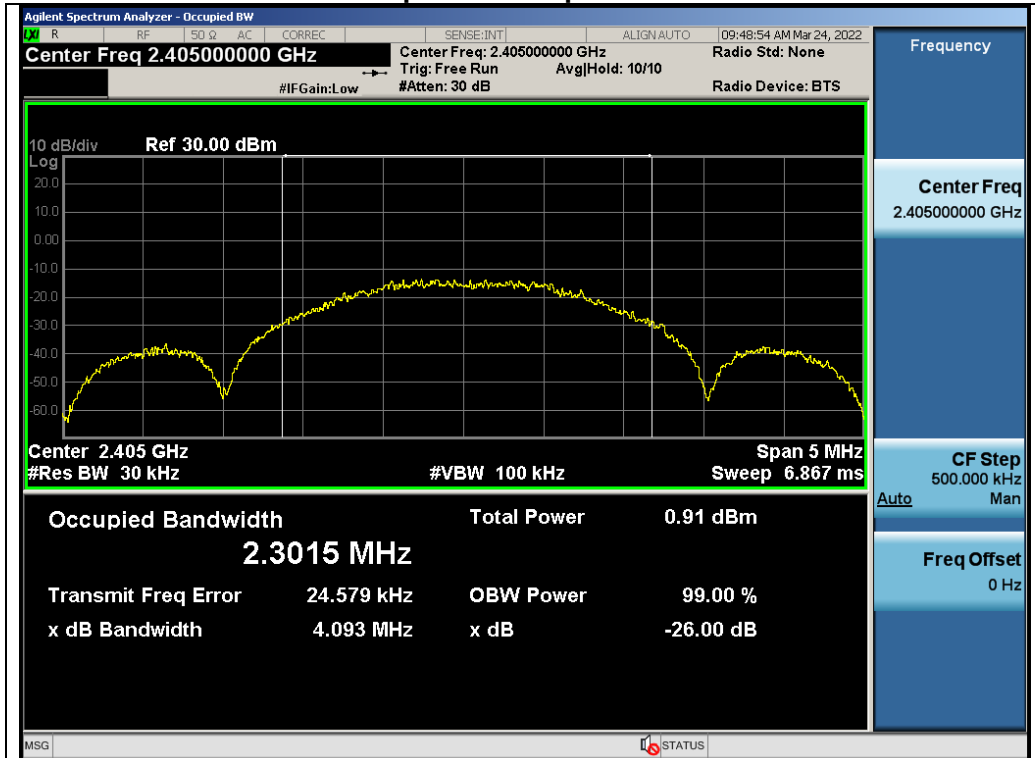 Agilent Spectrum Analyzer - Occupied BW
LXI R RF 50 Ω AC CORREC SENSE:INT ALIGN AUTO 09:48:54 AM Mar 24, 2022
Center Freq 2.405000000 GHz
Center Freq: 2.405000000 GHz
Radio Std: None
Trig: Free Run Avg|Hold: 10/10
#IFGain:Low
#Atten: 30 dB
Radio Device: BTS
10 dB/div Ref 30.00 dBm
Log
20.0
10.0
0.00
-10.0
-20.0
-30.0
-40.0
-50.0
-60.0
Center 2.405 GHz
Span 5 MHz
#Res BW 30 kHz
#VBW 100 kHz
Sweep 6.867 ms
Occupied Bandwidth
Total Power 0.91 dBm
2.3015 MHz
Transmit Freq Error 24.579 kHz
OBW Power 99.00 %
x dB Bandwidth 4.093 MHz
x dB -26.00 dB
Frequency
Center Freq
2.405000000 GHz
CF Step
500.000 kHz
Auto Man
Freq Offset
0 Hz
MSG
STATUS